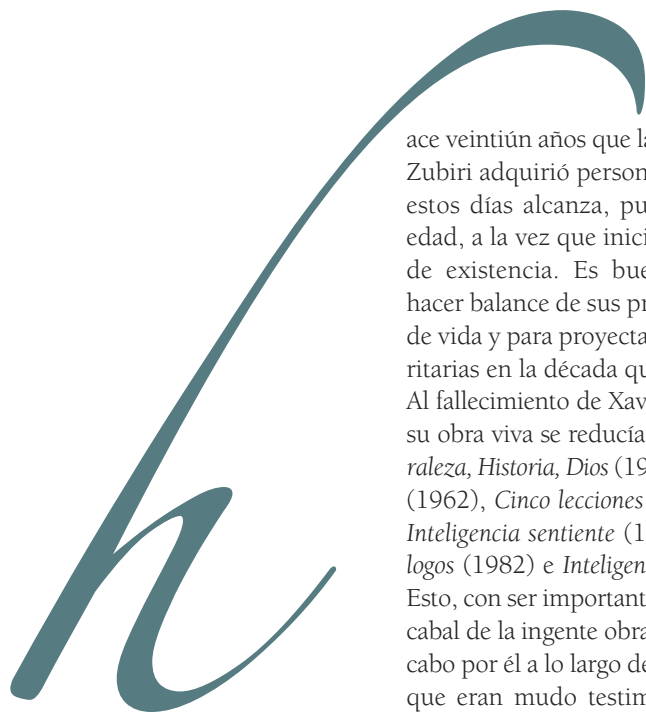 hace veintiún años que la
Zubiri adquirió person
estos días alcanza, pu
edad, a la vez que inici
de existencia. Es bue
hacer balance de sus pr
de vida y para proyecta
ritarias en la década qu
Al fallecimiento de Xav
su obra viva se reducía
raleza, Historia, Dios (19
(1962), Cinco lecciones
Inteligencia sentiente (1
logos (1982) e Inteligen
Esto, con ser important
cabal de la ingente obra
cabo por él a lo largo de
que eran mudo testim